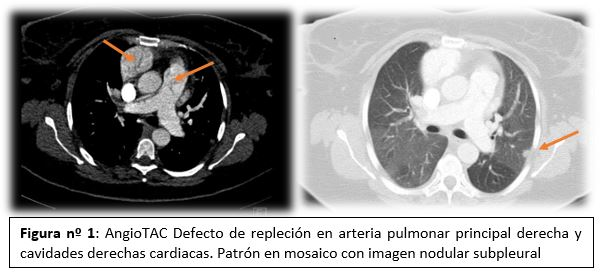 Figura nº 1: AngioTAC Defecto de repleción en arteria pulmonar principal derecha y
cavidades derechas cardiacas. Patrón en mosaico con imagen nodular subpleural